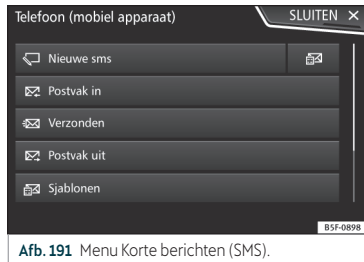 Telefoon (mobiel apparaat)
SLUITEN ×
Nieuwe sms
Postvak in
Verzonden
Postvak uit
Sjablonen
B5F-0898
Afb. 191 Menu Korte berichten (SMS).